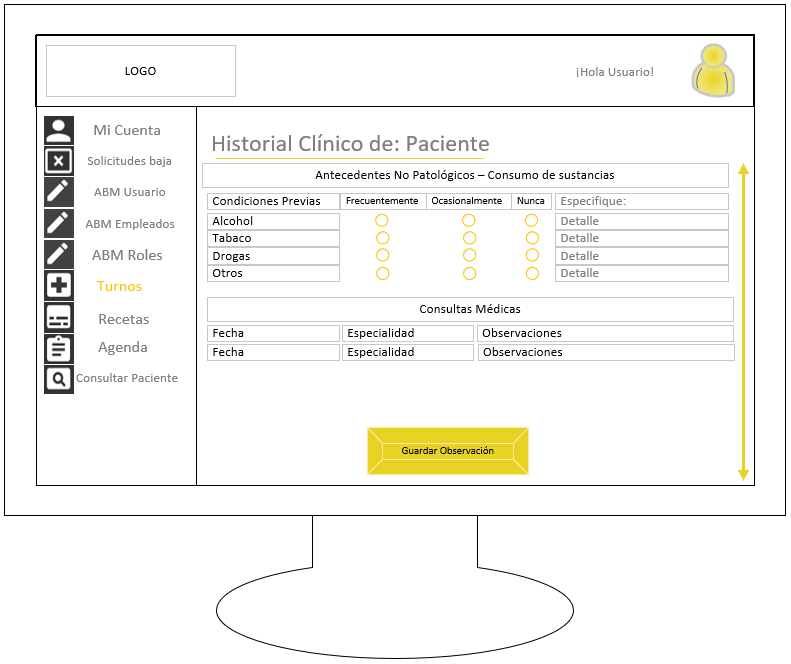 LOGO
¡Hola Usuario!
Mi Cuenta
Solicitudes baja
ABM Usuario
ABM Empleados
ABM Roles
Turnos
Recetas
Agenda
Consultar Paciente
Historial Clínico de: Paciente
Antecedentes No Patológicos – Consumo de sustancias
Condiciones Previas Frecuentemente Ocasionalmente Nunca Especifique:
Alcohol Detalle
Tabaco Detalle
Drogas Detalle
Otros Detalle
Consultas Médicas
Fecha Especialidad Observaciones
Fecha Especialidad Observaciones
Guardar Observación